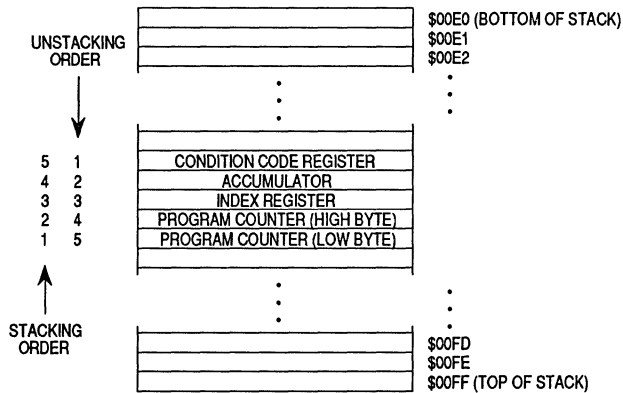 $00E0 (BOTTOM OF STACK)
UNSTACKING
ORDER
$00E1
$00E2
5 1 CONDITION CODE REGISTER
4 2 ACCUMULATOR
3 3 INDEX REGISTER
2 4 PROGRAM COUNTER (HIGH BYTE)
1 5 PROGRAM COUNTER (LOW BYTE)
STACKING
ORDER
$00FD
$00FE
$00FF (TOP OF STACK)